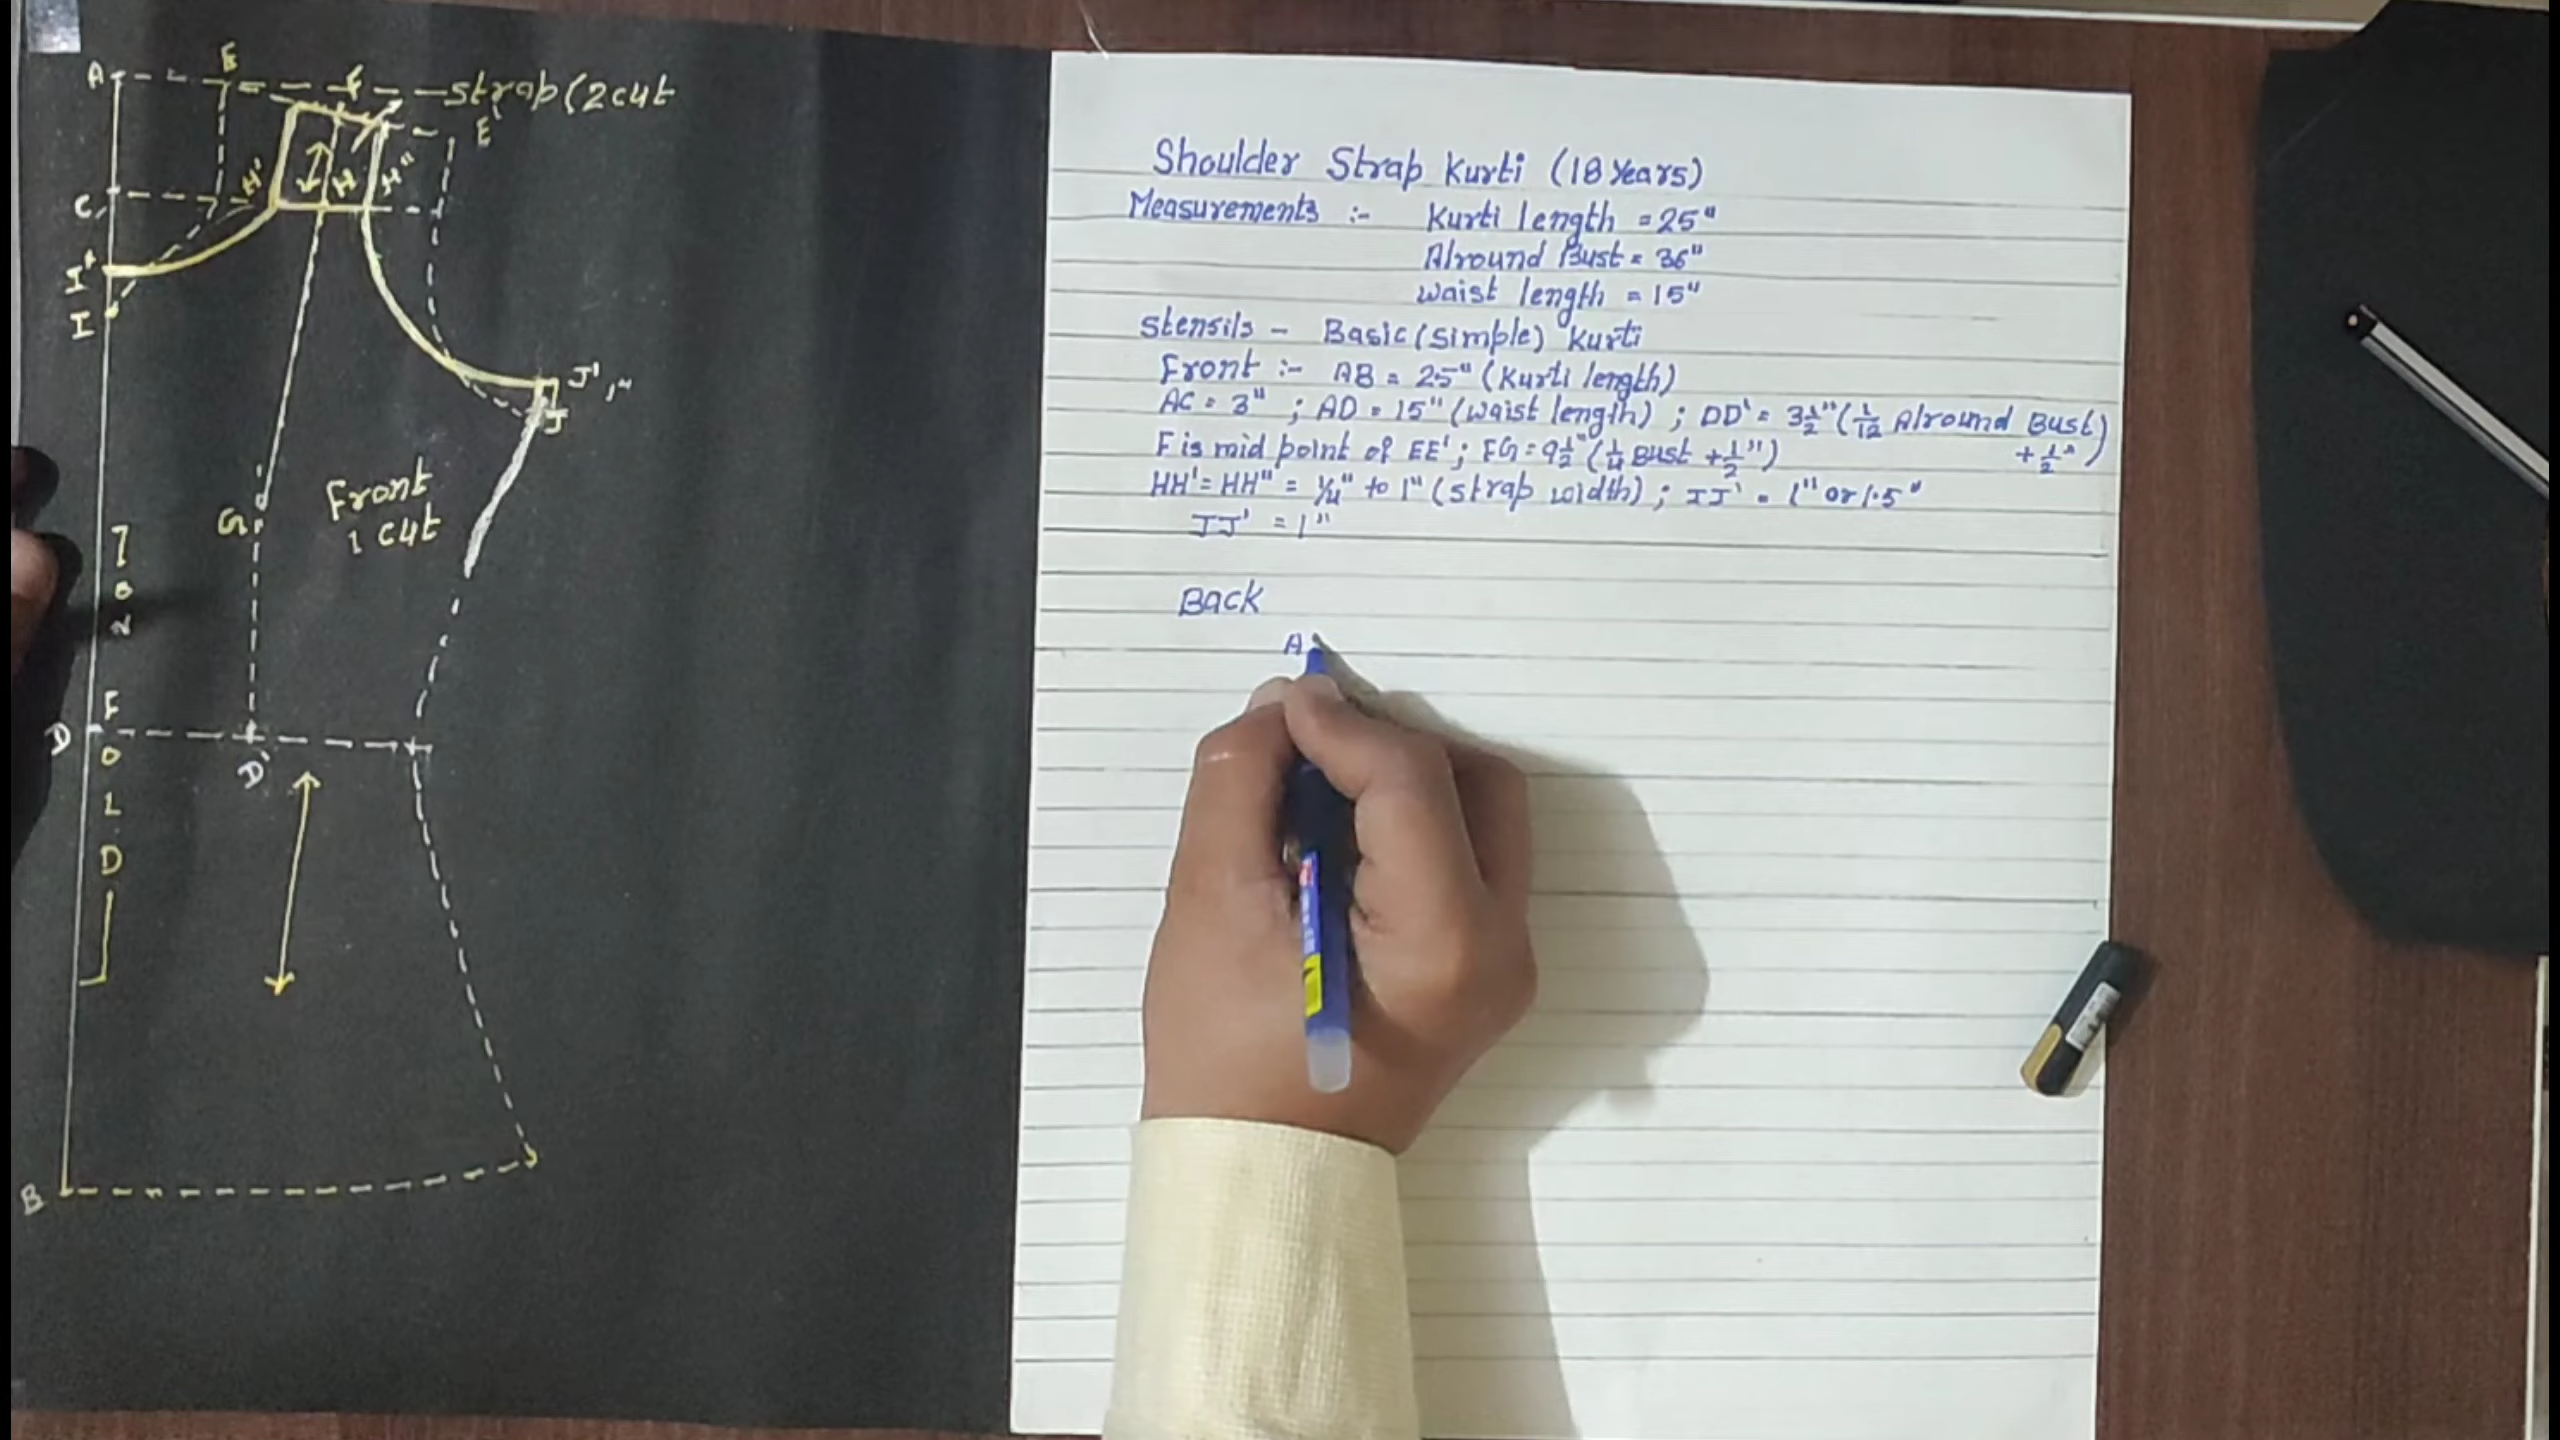 A
E
F
strap (2 cut
E'
H'
H
H"
C
I'
I
J', "
J
G
Front
1 cut
F
O
L
D
D
D'
B
Shoulder Strap Kurti (18 Years)
Measurements :- Kurti length = 25"
Alround Bust = 36"
Waist length = 15"
Stensils - Basic (simple) Kurti
Front :- AB = 25" (Kurti length)
AC = 3" ; AD = 15" (Waist length) ; DD' = 3½" (1/12 Alround Bust + ½")
F is mid point of EE' ; FG = 9½" (¼ Bust + ½")
HH' = HH" = ¼" to 1" (strap width) ; II' = 1" or 1.5"
JJ' = 1"
Back
A